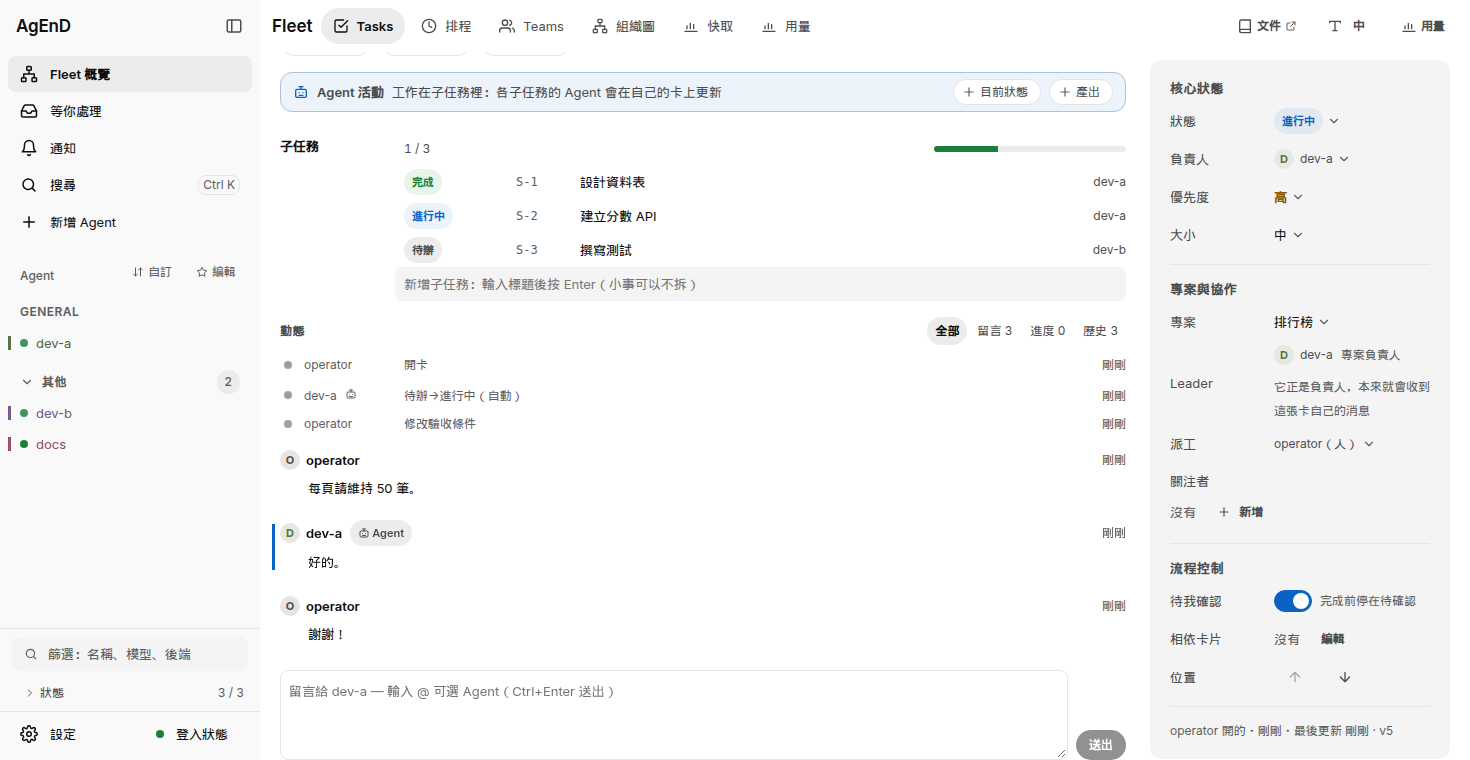 AgEnD
Fleet 概覽
等你處理
通知
搜尋 Ctrl K
新增 Agent
Agent 自訂 編輯
GENERAL
dev-a
其他 2
dev-b
docs
篩選：名稱、模型、後端
狀態 3 / 3
設定 登入狀態
Fleet Tasks 排程 Teams 組織圖 快取 用量 文件 中 用量
Agent 活動 工作在子任務裡：各子任務的 Agent 會在自己的卡上更新 目前狀態 產出
子任務 1 / 3
完成 S-1 設計資料表 dev-a
進行中 S-2 建立分數 API dev-a
待辦 S-3 撰寫測試 dev-b
新增子任務：輸入標題後按 Enter（小事可以不拆）
動態 全部 留言 3 進度 0 歷史 3
operator 開卡 剛剛
dev-a 待辦→進行中（自動） 剛剛
operator 修改驗收條件 剛剛
O operator 剛剛
每頁請維持 50 筆。
D dev-a Agent 剛剛
好的。
O operator 剛剛
謝謝！
留言給 dev-a — 輸入 @ 可選 Agent（Ctrl+Enter 送出）
送出
核心狀態
狀態 進行中
負責人 D dev-a
優先度 高
大小 中
專案與協作
專案 排行榜
D dev-a 專案負責人
Leader 它正是負責人，本來就會收到
這張卡自己的消息
派工 operator（人）
關注者
沒有 新增
流程控制
待我確認 完成前停在待確認
相依卡片 沒有 編輯
位置
operator 開的・剛剛・最後更新 剛剛 · v5